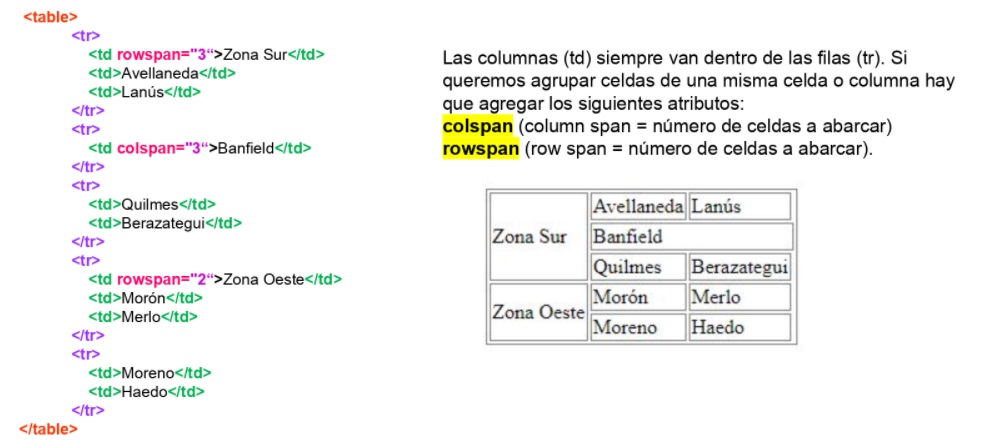 <table>
<tr>
<td rowspan="3“>Zona Sur</td>
<td>Avellaneda</td>
<td>Lanús</td>
</tr>
<tr>
<td colspan="3“>Banfield</td>
</tr>
<tr>
<td>Quilmes</td>
<td>Berazategui</td>
</tr>
<tr>
<td rowspan="2“>Zona Oeste</td>
<td>Morón</td>
<td>Merlo</td>
</tr>
<tr>
<td>Moreno</td>
<td>Haedo</td>
</tr>
</table>
Las columnas (td) siempre van dentro de las filas (tr). Si
queremos agrupar celdas de una misma celda o columna hay
que agregar los siguientes atributos:
colspan (column span = número de celdas a abarcar)
rowspan (row span = número de celdas a abarcar).
Zona Sur
Avellaneda Lanús
Banfield
Quilmes Berazategui
Zona Oeste
Morón Merlo
Moreno Haedo